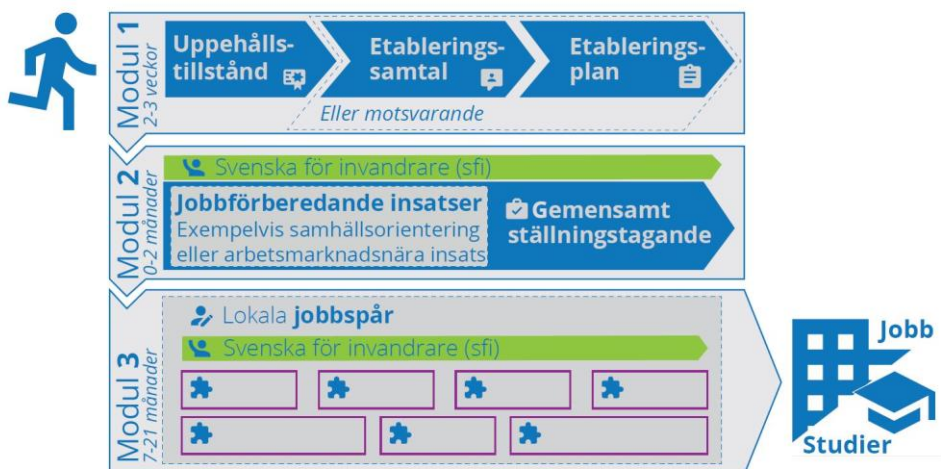 Modul 1
2-3 veckor
Uppehålls-
tillstånd
Etablerings-
samtal
Etablerings-
plan
Eller motsvarande
Modul 2
0-2 månader
Svenska för invandrare (sfi)
Jobbförberedande insatser
Exempelvis samhällsorientering
eller arbetsmarknadsnära insats
Gemensamt
ställningstagande
Modul 3
7-21 månader
Lokala jobbspår
Svenska för invandrare (sfi)
Jobb
Studier